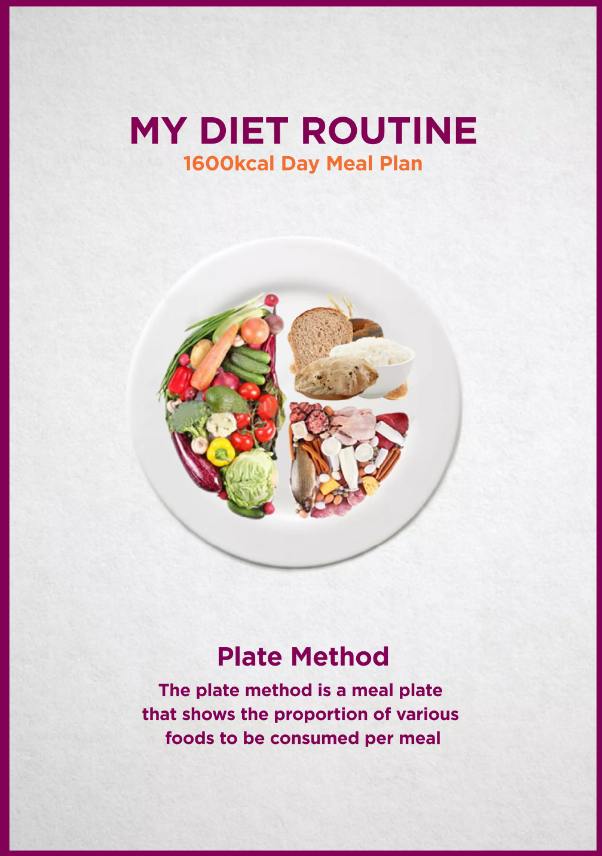 MY DIET ROUTINE
1600kcal Day Meal Plan
Plate Method
The plate method is a meal plate
that shows the proportion of various
foods to be consumed per meal